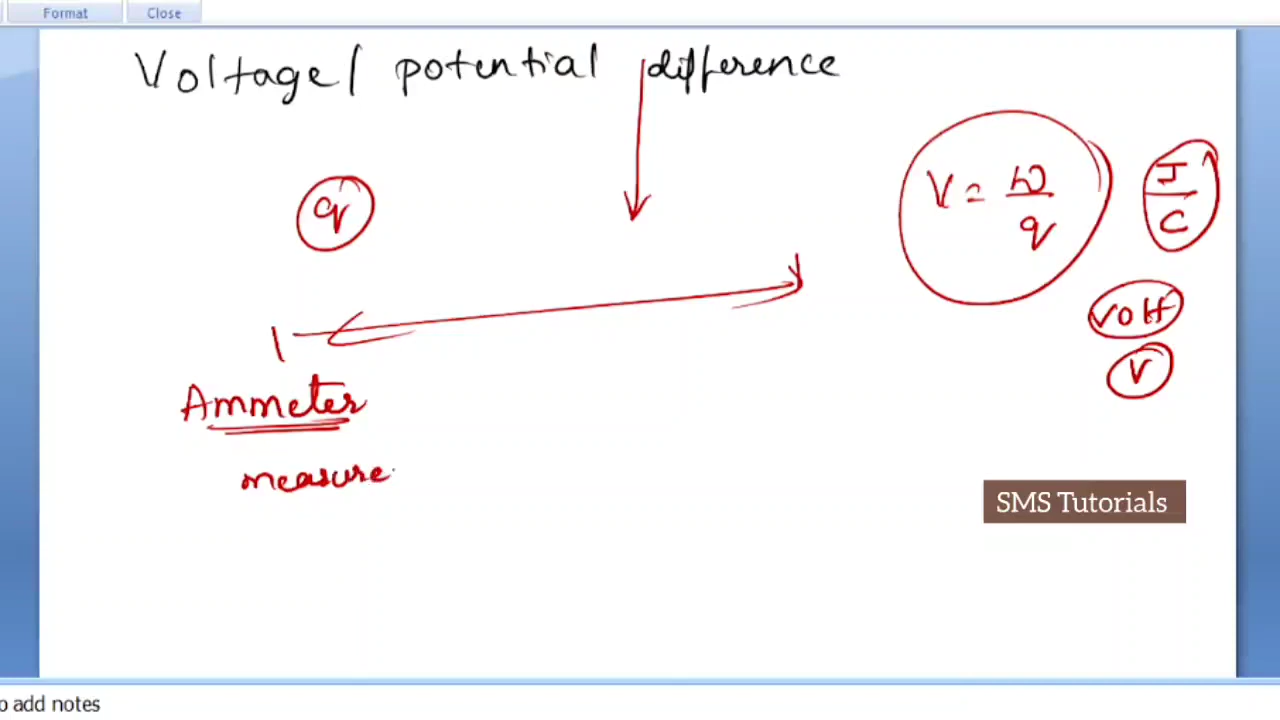 Format Close
Voltage/ potential difference
q
V = W/q
J/C
volt
V
Ammeter
measure
SMS Tutorials
o add notes